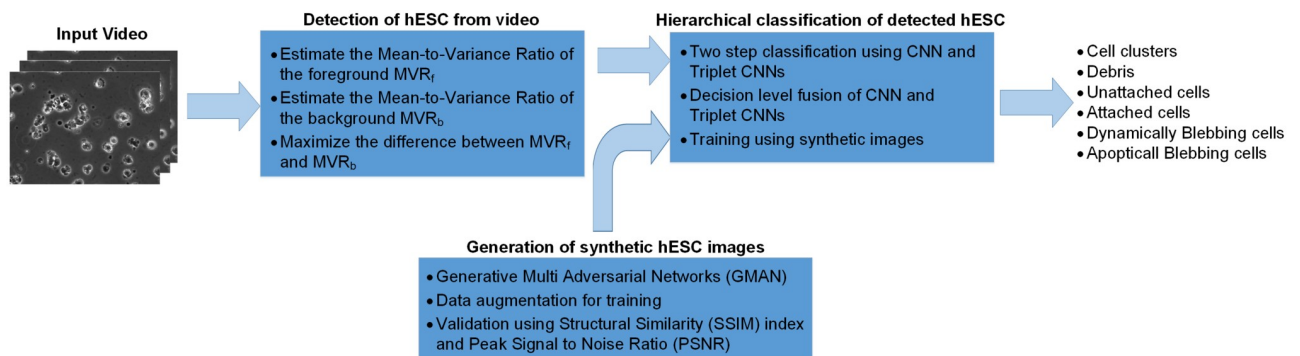 Input Video
Detection of hESC from video
• Estimate the Mean-to-Variance Ratio of
the foreground MVRf
• Estimate the Mean-to-Variance Ratio of
the background MVRb
• Maximize the difference between MVRf
and MVRb
Hierarchical classification of detected hESC
• Two step classification using CNN and
Triplet CNNs
• Decision level fusion of CNN and
Triplet CNNs
• Training using synthetic images
• Cell clusters
• Debris
• Unattached cells
• Attached cells
• Dynamically Blebbing cells
• Apopticall Blebbing cells
Generation of synthetic hESC images
• Generative Multi Adversarial Networks (GMAN)
• Data augmentation for training
• Validation using Structural Similarity (SSIM) index
and Peak Signal to Noise Ratio (PSNR)